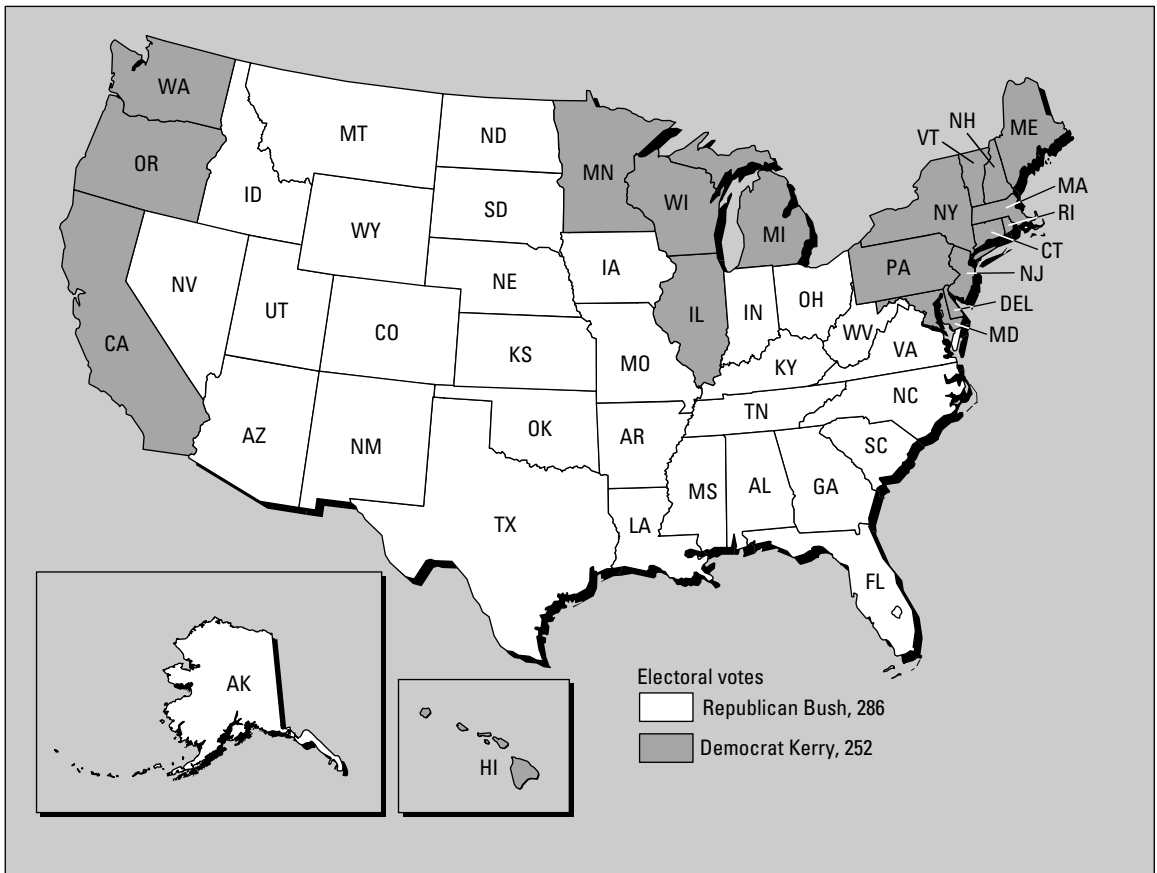 WA
MT
ND
MN
VT
NH
ME
OR
ID
SD
WI
MI
NY
MA
RI
CT
WY
IA
PA
NJ
NV
NE
IL
IN
OH
DEL
MD
UT
CO
WV
VA
CA
KS
MO
KY
NC
AZ
NM
OK
AR
TN
SC
TX
LA
MS
AL
GA
FL
AK
HI
Electoral votes
Republican Bush, 286
Democrat Kerry, 252